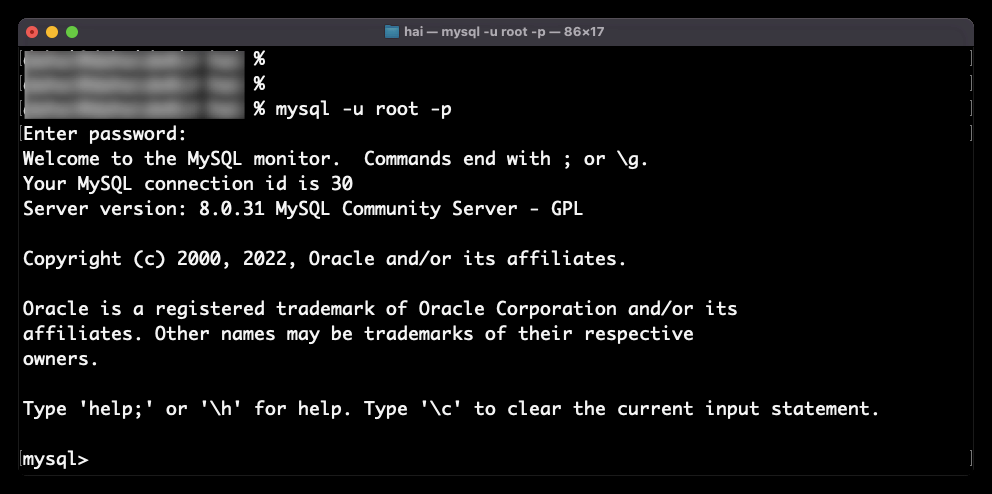 hai — mysql -u root -p — 86×17
%
%
% mysql -u root -p
Enter password:
Welcome to the MySQL monitor.  Commands end with ; or \g.
Your MySQL connection id is 30
Server version: 8.0.31 MySQL Community Server - GPL
Copyright (c) 2000, 2022, Oracle and/or its affiliates.
Oracle is a registered trademark of Oracle Corporation and/or its
affiliates. Other names may be trademarks of their respective
owners.
Type 'help;' or '\h' for help. Type '\c' to clear the current input statement.
mysql>